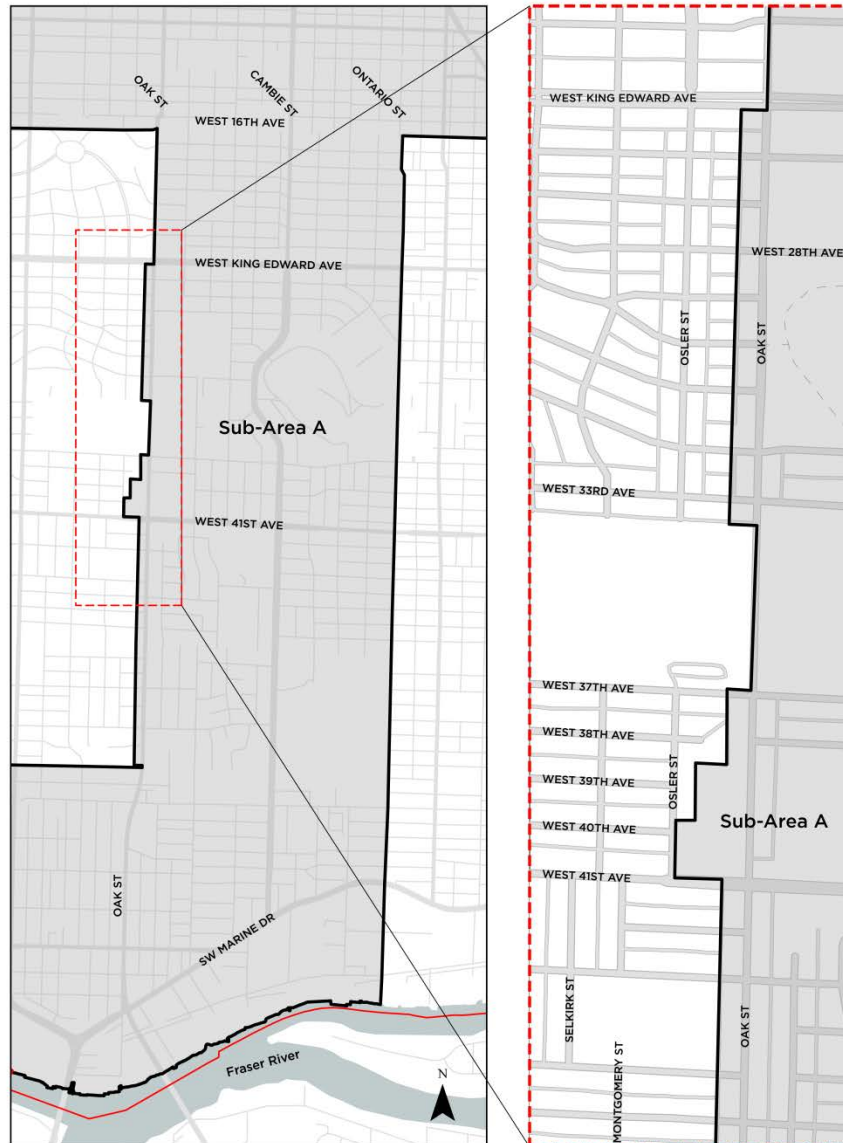 OAK ST
CAMBIE ST
ONTARIO ST
WEST 16TH AVE
WEST KING EDWARD AVE
Sub-Area A
WEST 41ST AVE
OAK ST
SW MARINE DR
Fraser River
N
WEST KING EDWARD AVE
WEST 28TH AVE
OSLER ST
OAK ST
WEST 33RD AVE
WEST 37TH AVE
WEST 38TH AVE
OSLER ST
WEST 39TH AVE
Sub-Area A
WEST 40TH AVE
WEST 41ST AVE
SELKIRK ST
OAK ST
MONTGOMERY ST